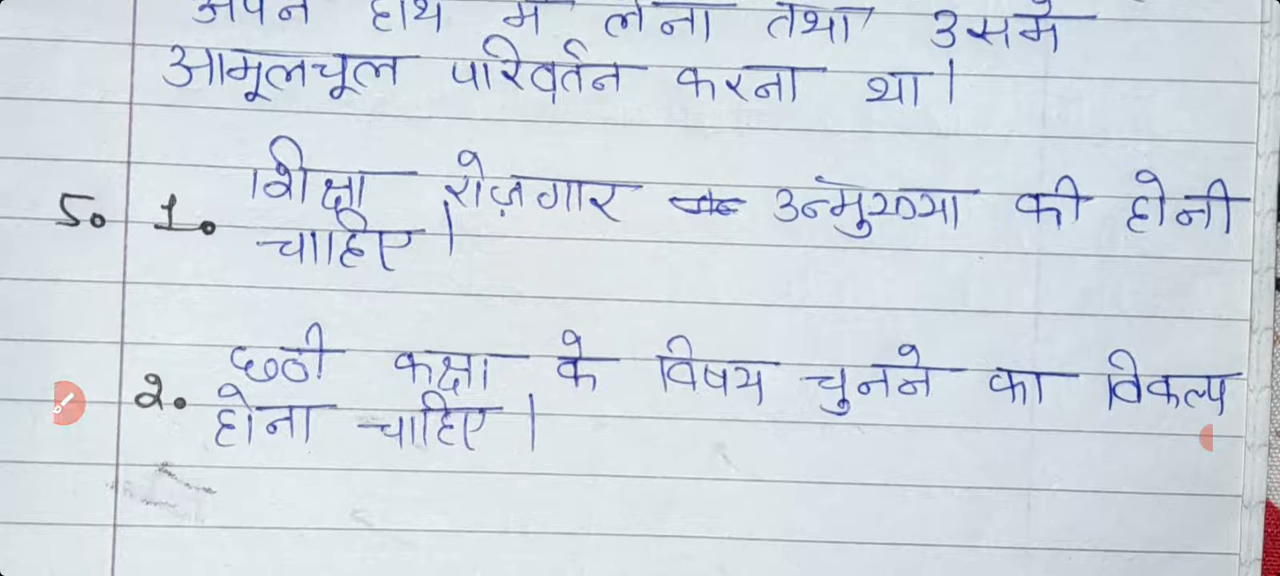 अपने हाथ में लेना तथा उसमें
आमूलचूल परिवर्तन करना था।
5. 1. शिक्षा रोज़गार उन्मुख्या की होनी
चाहिए।
2. छठी कक्षा के विषय चुनने का विकल्प
होना चाहिए।